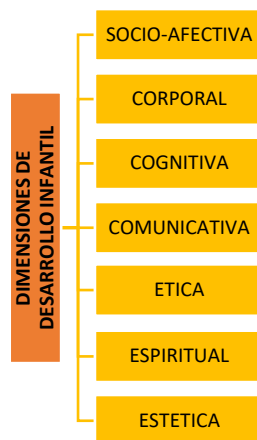 DIMENSIONES DE
DESARROLLO INFANTIL
SOCIO-AFECTIVA
CORPORAL
COGNITIVA
COMUNICATIVA
ETICA
ESPIRITUAL
ESTETICA